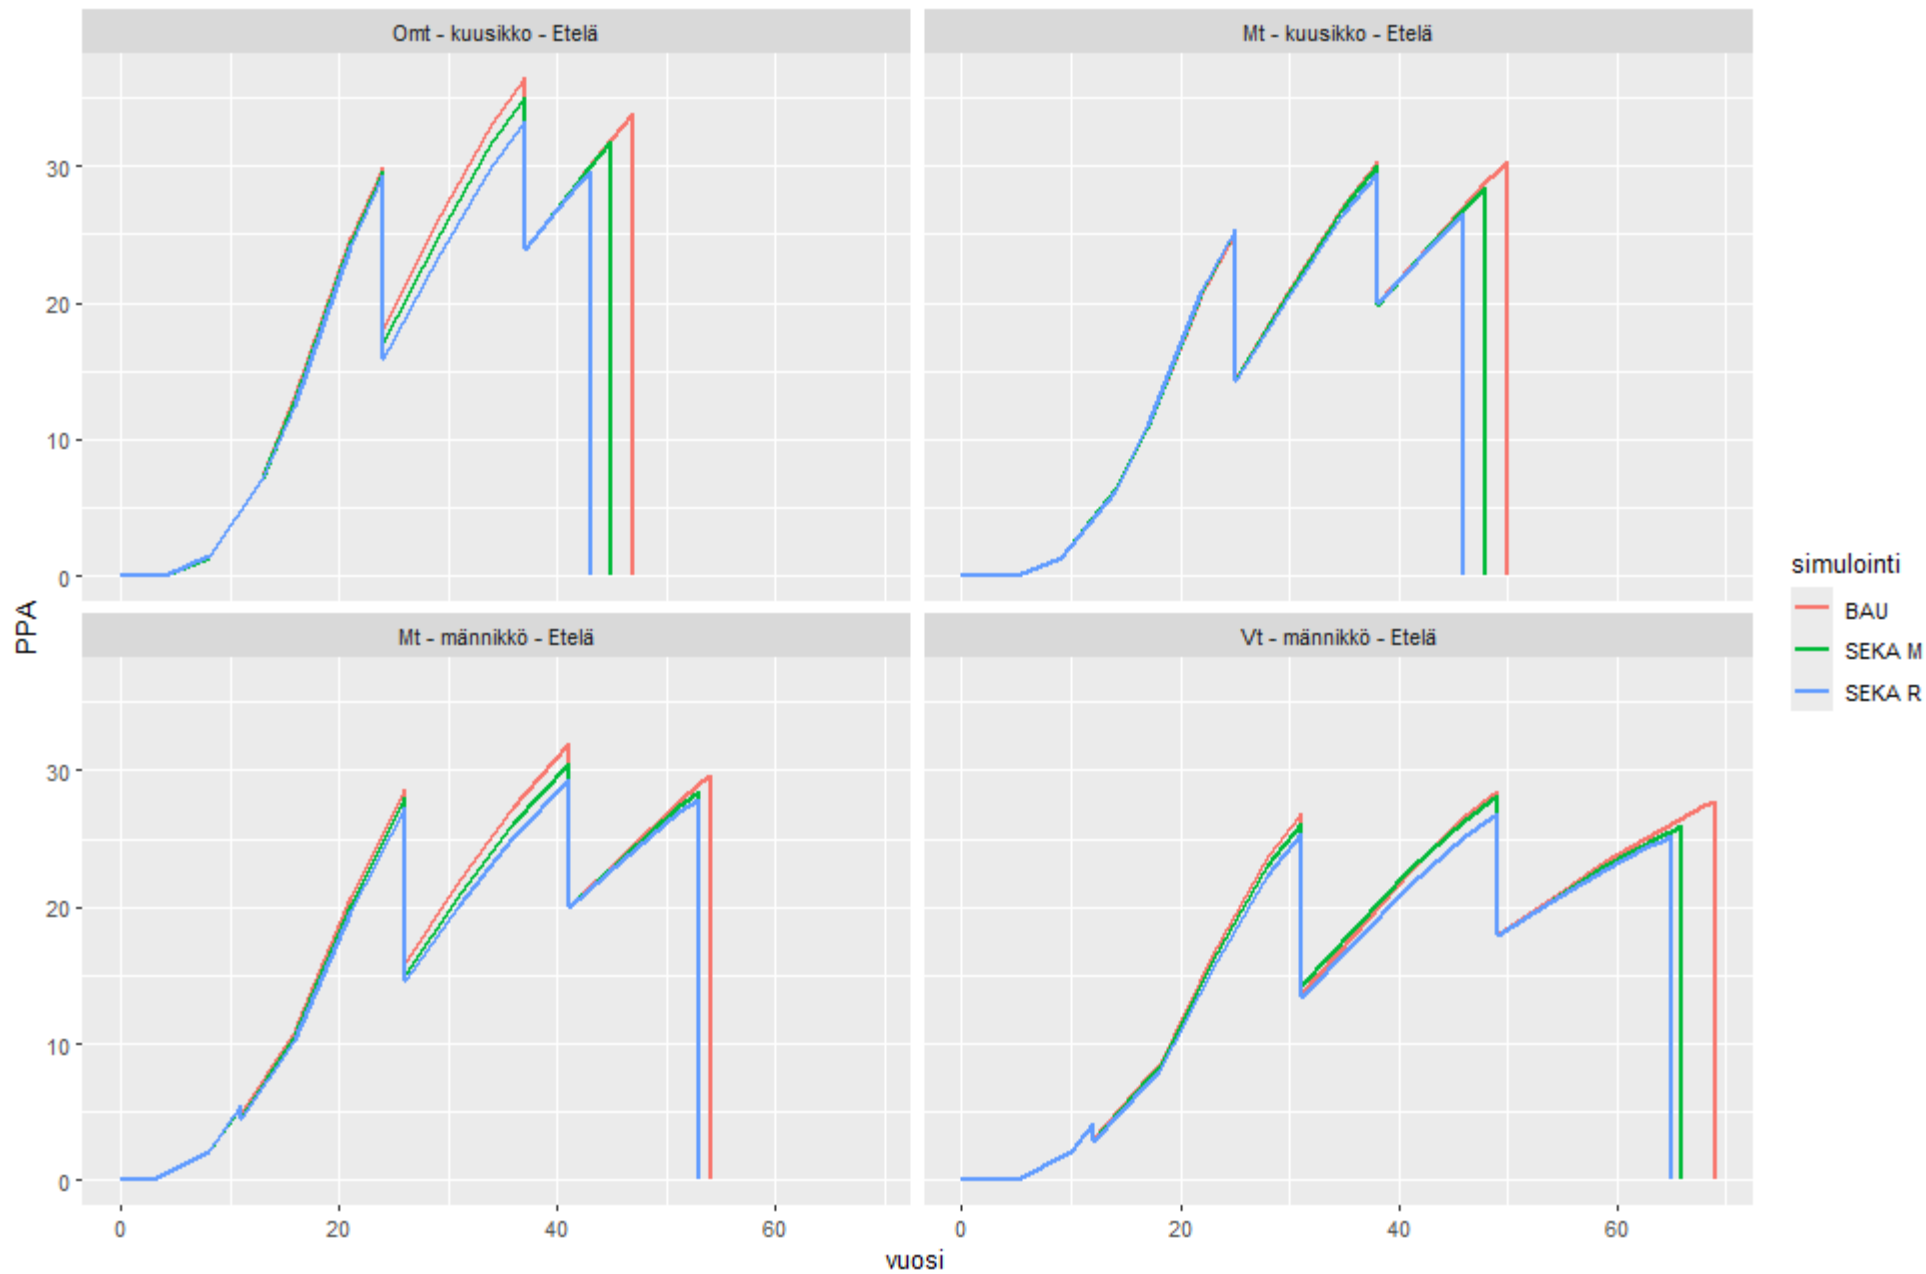 Omt - kuusikko - Etelä
Mt - kuusikko - Etelä
30
20
10
0
PPA
Mt - männikkö - Etelä
Vt - männikkö - Etelä
30
20
10
0
0
20
40
60
0
20
40
60
vuosi
simulointi
BAU
SEKA M
SEKA R